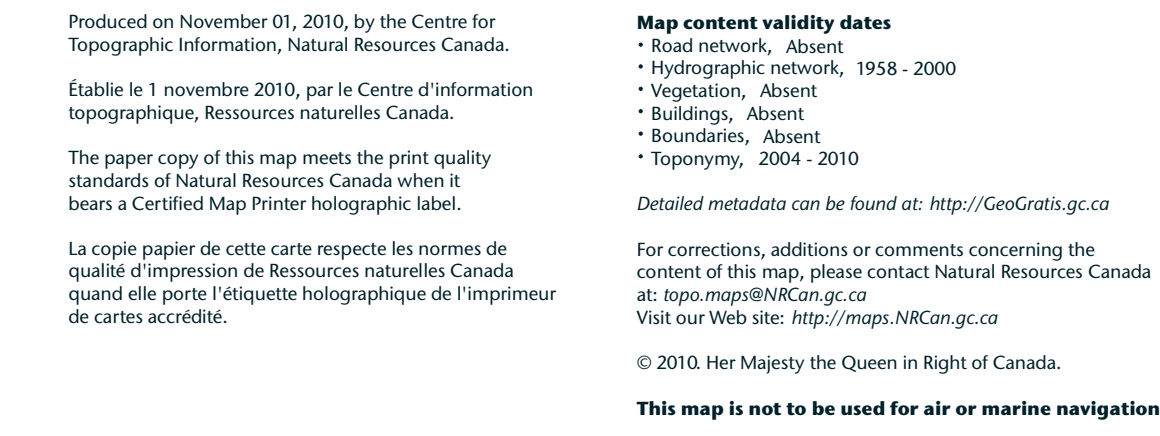 Produced on November 01, 2010, by the Centre for
Topographic Information, Natural Resources Canada.
Établie le 1 novembre 2010, par le Centre d'information
topographique, Ressources naturelles Canada.
The paper copy of this map meets the print quality
standards of Natural Resources Canada when it
bears a Certified Map Printer holographic label.
La copie papier de cette carte respecte les normes de
qualité d'impression de Ressources naturelles Canada
quand elle porte l'étiquette holographique de l'imprimeur
de cartes accrédité.
Map content validity dates
• Road network, Absent
• Hydrographic network, 1958 - 2000
• Vegetation, Absent
• Buildings, Absent
• Boundaries, Absent
• Toponymy, 2004 - 2010
Detailed metadata can be found at: http://GeoGratis.gc.ca
For corrections, additions or comments concerning the
content of this map, please contact Natural Resources Canada
at: topo.maps@NRCan.gc.ca
Visit our Web site: http://maps.NRCan.gc.ca
© 2010. Her Majesty the Queen in Right of Canada.
This map is not to be used for air or marine navigation